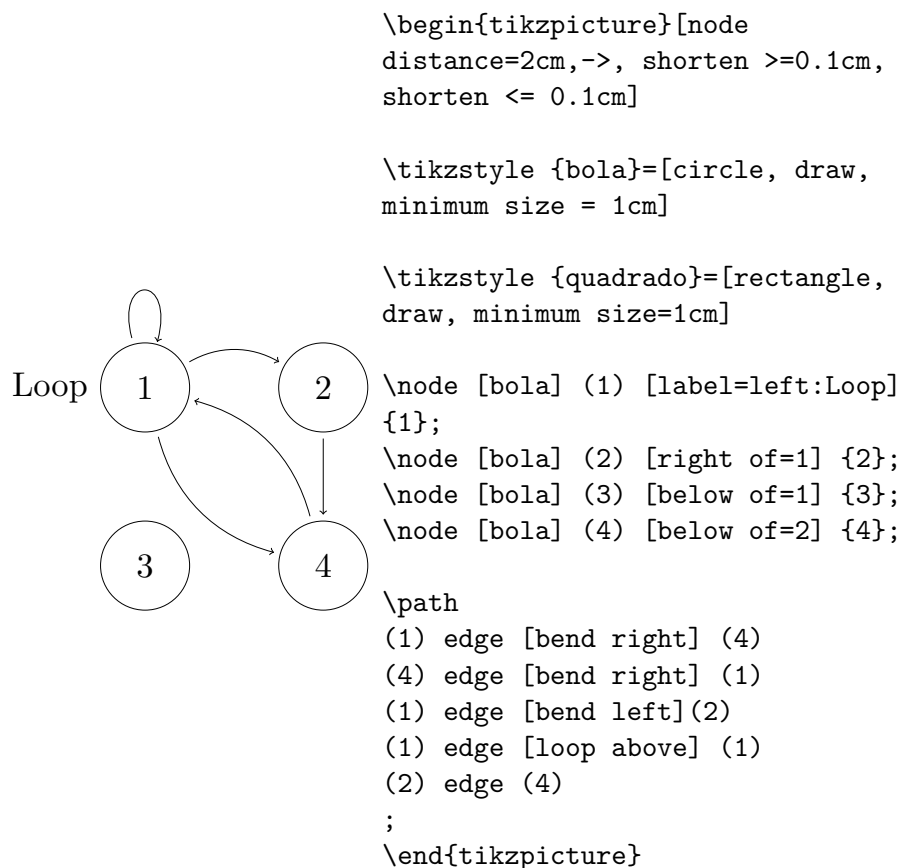 \begin{tikzpicture}[node
distance=2cm,->, shorten >=0.1cm,
shorten <= 0.1cm]
\tikzstyle {bola}=[circle, draw,
minimum size = 1cm]
\tikzstyle {quadrado}=[rectangle,
draw, minimum size=1cm]
Loop 1 2
\node [bola] (1) [label=left:Loop]
{1};
\node [bola] (2) [right of=1] {2};
\node [bola] (3) [below of=1] {3};
\node [bola] (4) [below of=2] {4};
3 4
\path
(1) edge [bend right] (4)
(4) edge [bend right] (1)
(1) edge [bend left](2)
(1) edge [loop above] (1)
(2) edge (4)
;
\end{tikzpicture}